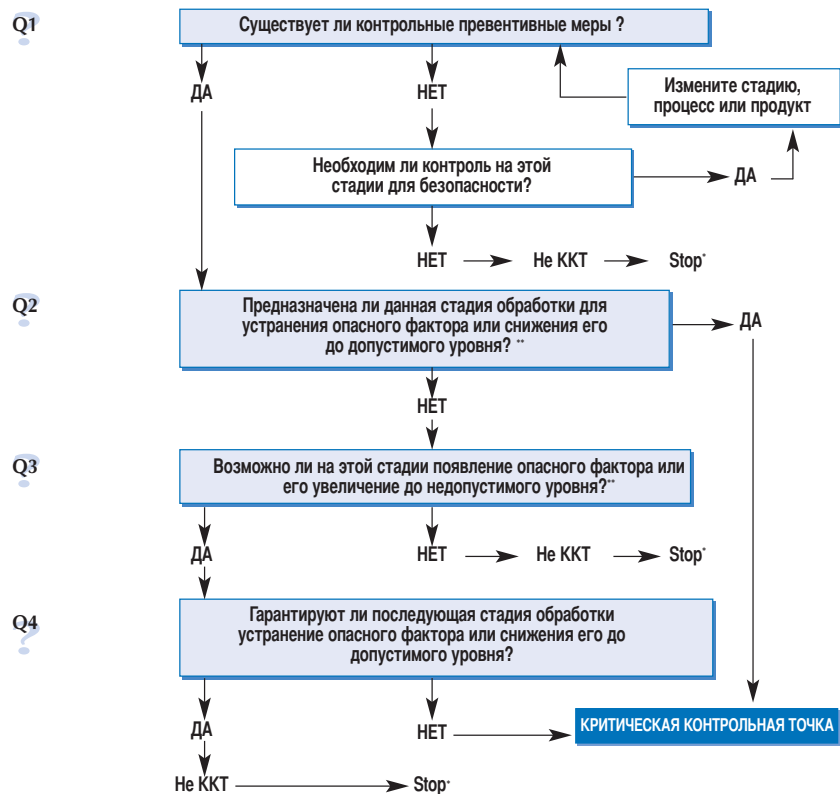 Q1
Существует ли контрольные превентивные меры ?
ДА
НЕТ
Измените стадию,
процесс или продукт
Необходим ли контроль на этой
стадии для безопасности?
ДА
НЕТ
Не ККТ
Stop*
Q2
Предназначена ли данная стадия обработки для
устранения опасного фактора или снижения его
до допустимого уровня? **
ДА
НЕТ
Q3
Возможно ли на этой стадии появление опасного фактора или
его увеличение до недопустимого уровня?**
ДА
НЕТ
Не ККТ
Stop*
Q4
Гарантируют ли последующая стадия обработки
устранение опасного фактора или снижения его до
допустимого уровня?
ДА
НЕТ
КРИТИЧЕСКАЯ КОНТРОЛЬНАЯ ТОЧКА
Не ККТ
Stop*